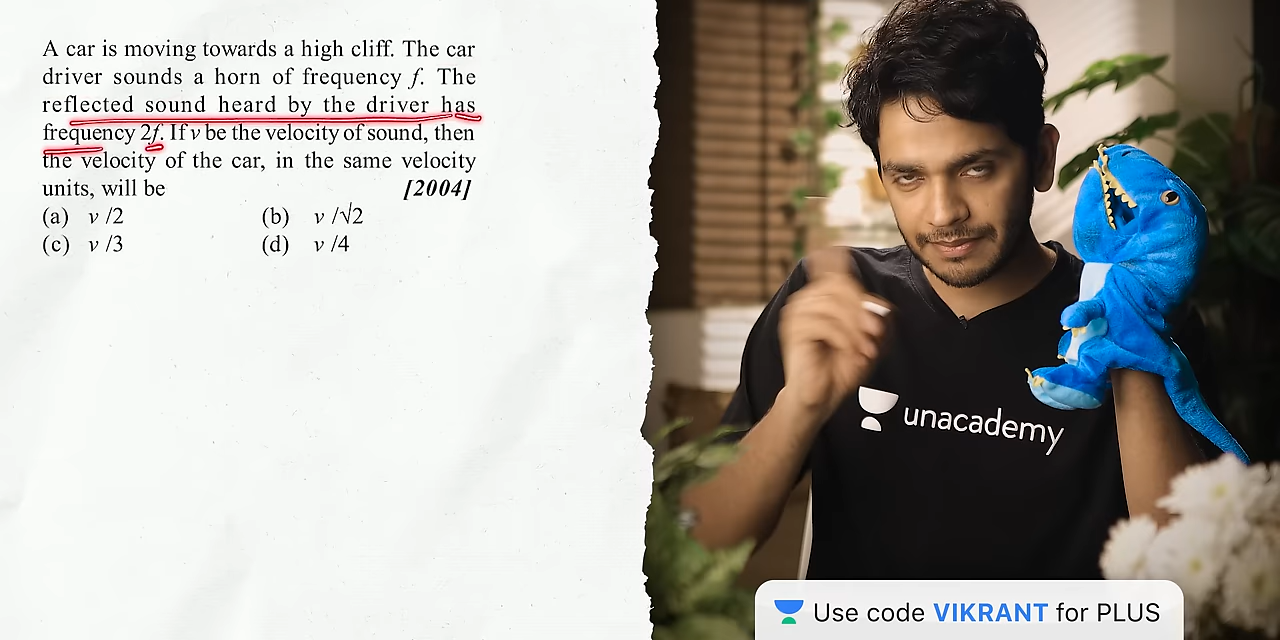 A car is moving towards a high cliff. The car
driver sounds a horn of frequency f. The
reflected sound heard by the driver has
frequency 2f. If v be the velocity of sound, then
the velocity of the car, in the same velocity
units, will be [2004]
(a) v /2 (b) v /√2
(c) v /3 (d) v /4
unacademy
Use code VIKRANT for PLUS